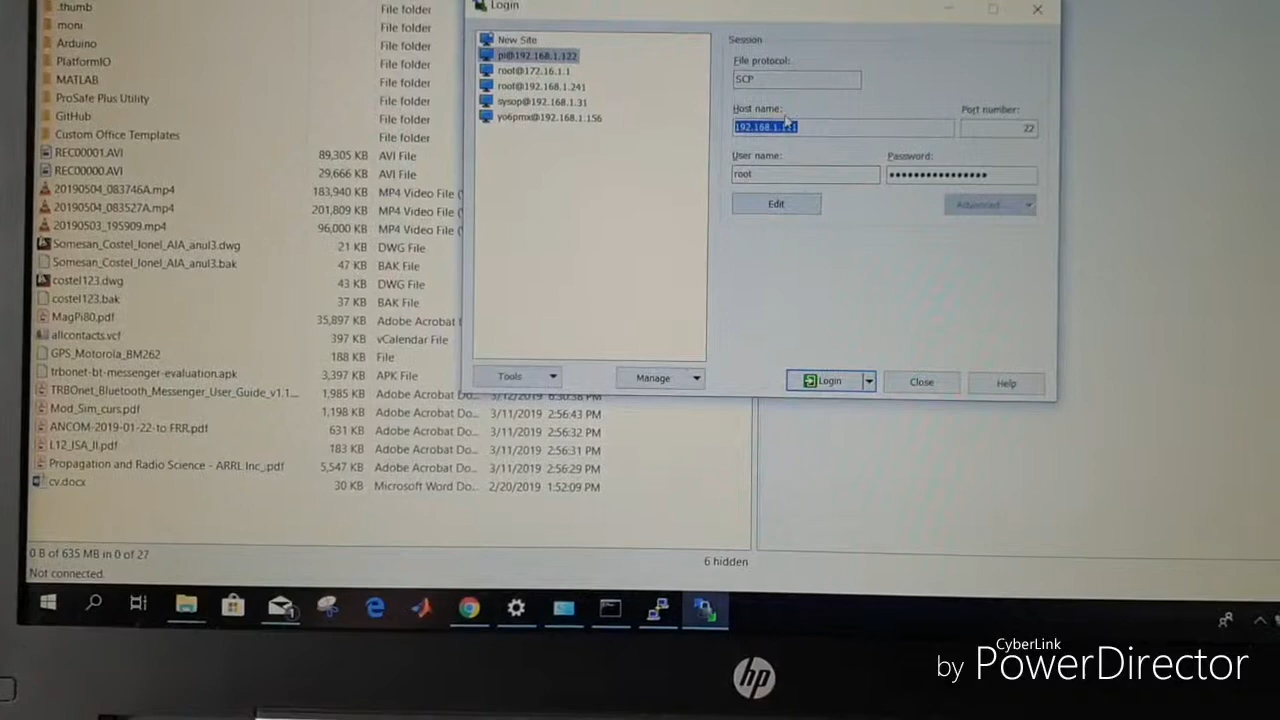 .thumb File folder
moni File folder
Arduino File folder
PlatformIO File folder
MATLAB File folder
ProSafe Plus Utility File folder
GitHub File folder
Custom Office Templates File folder
REC00001.AVI 89,305 KB AVI File
REC00000.AVI 29,666 KB AVI File
20190504_083746A.mp4 183,940 KB MP4 Video File (
20190504_083527A.mp4 201,809 KB MP4 Video File (
20190503_195909.mp4 96,000 KB MP4 Video File (
Somesan_Costel_Ionel_AIA_anul3.dwg 21 KB DWG File
Somesan_Costel_Ionel_AIA_anul3.bak 47 KB BAK File
costel123.dwg 43 KB DWG File
costel123.bak 37 KB BAK File
MagPi80.pdf 35,897 KB Adobe Acrobat
allcontacts.vcf 397 KB vCalendar File
GPS_Motorola_BM262 188 KB File
trbonet-bt-messenger-evaluation.apk 3,397 KB APK File
TRBOnet_Bluetooth_Messenger_User_Guide_v1.1... 1,985 KB Adobe Acrobat Do... 3/12/2019 6:30:38 PM
Mod_Sim_curs.pdf 1,198 KB Adobe Acrobat Do... 3/11/2019 2:56:43 PM
ANCOM-2019-01-22-to FRR.pdf 631 KB Adobe Acrobat Do... 3/11/2019 2:56:32 PM
L12_ISA_II.pdf 183 KB Adobe Acrobat Do... 3/11/2019 2:56:31 PM
Propagation and Radio Science - ARRL Inc_.pdf 5,547 KB Adobe Acrobat Do... 3/11/2019 2:56:29 PM
cv.docx 30 KB Microsoft Word Do... 2/20/2019 1:52:09 PM
0 B of 635 MB in 0 of 27
6 hidden
Not connected.
Login
New Site
pi@192.168.1.122
root@172.16.1.1
root@192.168.1.241
sysop@192.168.1.31
yo6pmx@192.168.1.156
Tools
Manage
Session
File protocol:
SCP
Host name: Port number:
22
User name: Password:
root
Edit
Advanced...
Login
Close
Help
1
hp
CyberLink
by PowerDirector